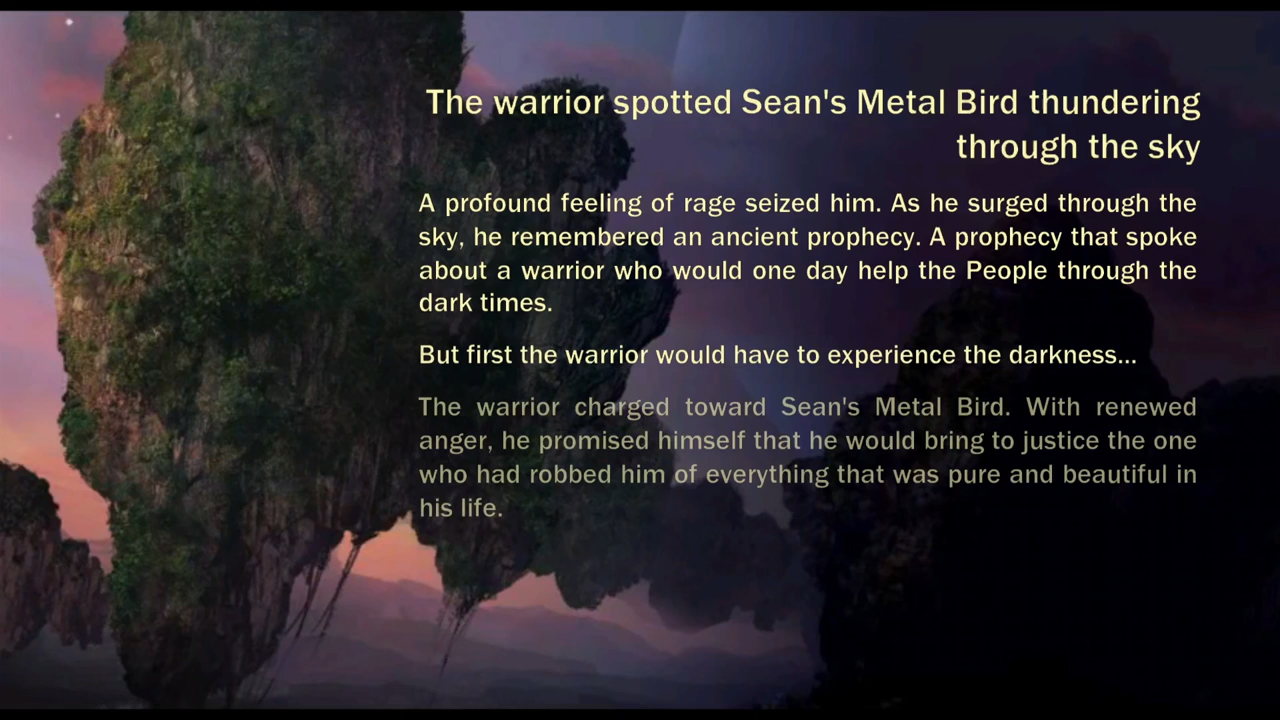 The warrior spotted Sean's Metal Bird thundering
through the sky
A profound feeling of rage seized him. As he surged through the
sky, he remembered an ancient prophecy. A prophecy that spoke
about a warrior who would one day help the People through the
dark times.
But first the warrior would have to experience the darkness...
The warrior charged toward Sean's Metal Bird. With renewed
anger, he promised himself that he would bring to justice the one
who had robbed him of everything that was pure and beautiful in
his life.